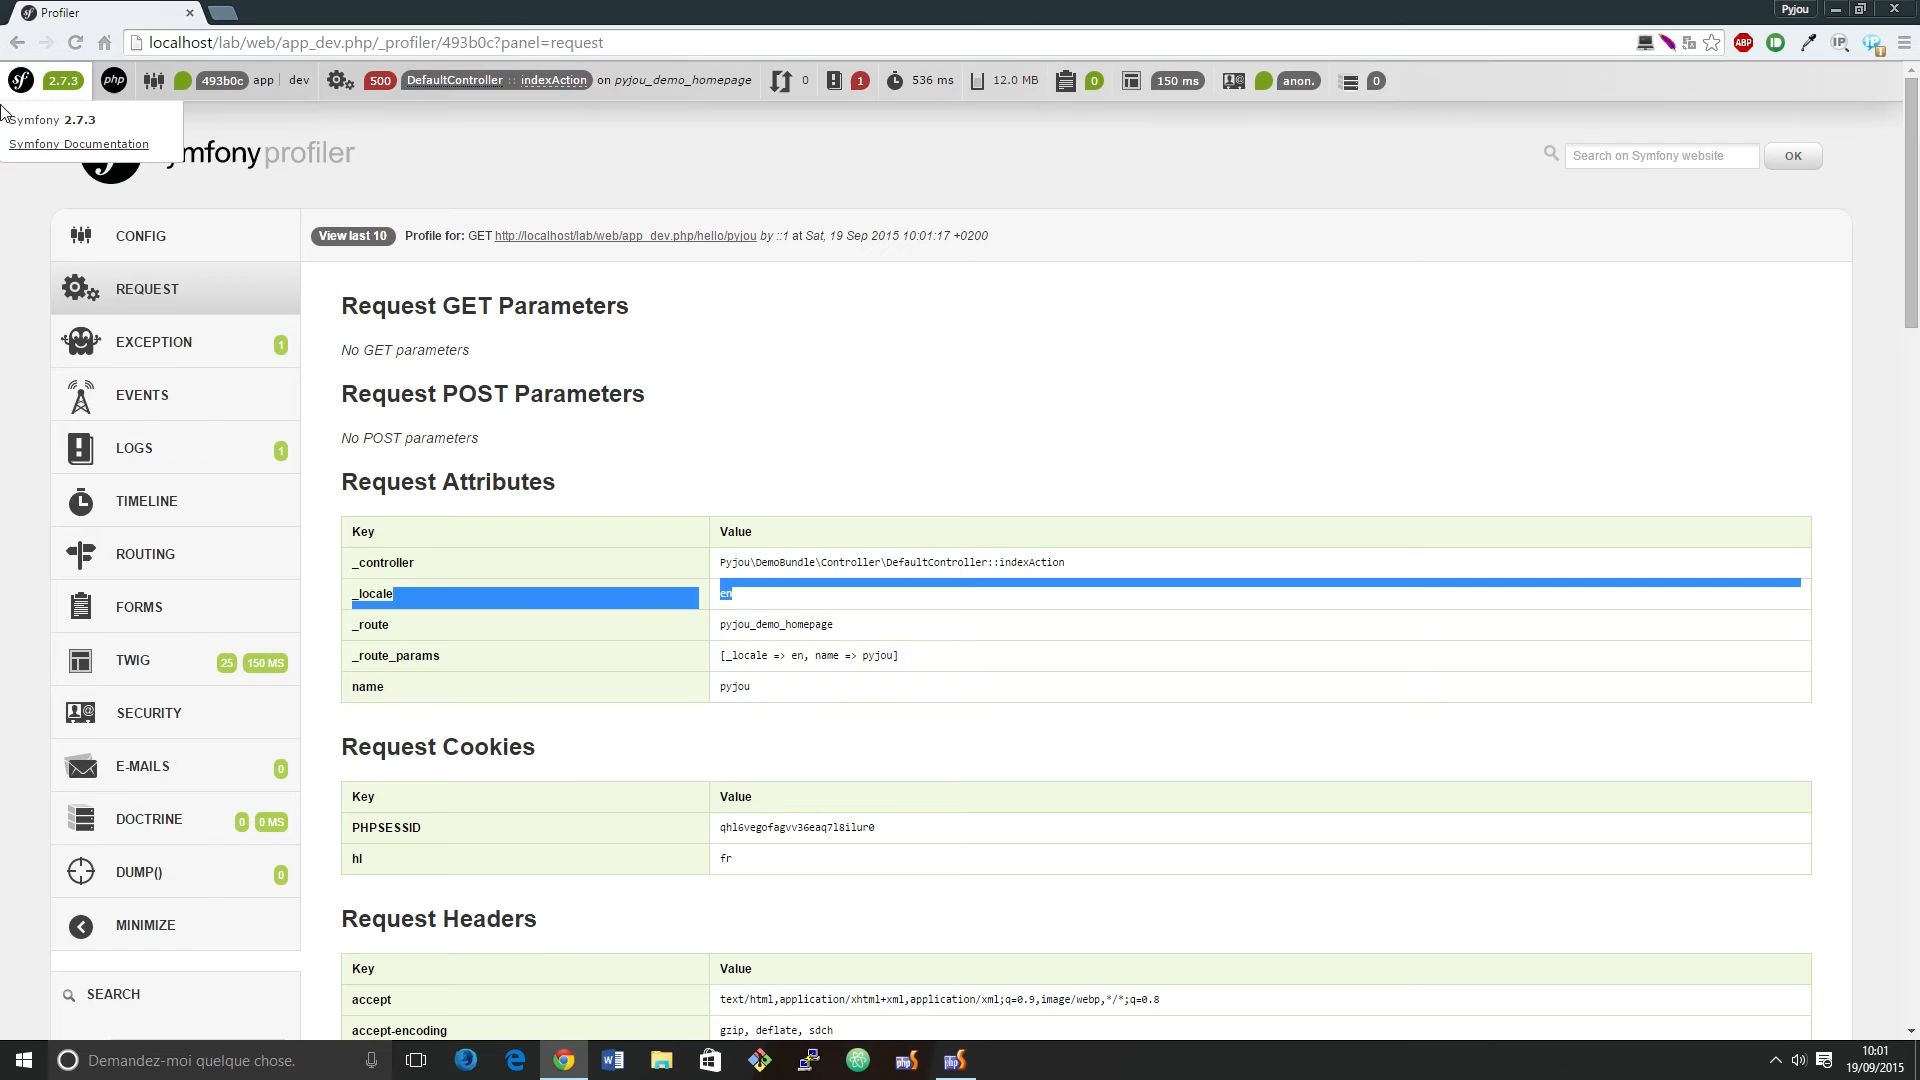 Profiler
Pyjou
localhost/lab/web/app_dev.php/_profiler/493b0c?panel=request
ABP
IP
sf 2.7.3 php 493b0c app dev 500 DefaultController :: indexAction on pyjou_demo_homepage 0 1 536 ms 12.0 MB 0 150 ms anon. 0
Symfony 2.7.3
Symfony Documentation
mfony profiler
Search on Symfony website OK
CONFIG
REQUEST
EXCEPTION 1
EVENTS
LOGS 1
TIMELINE
ROUTING
FORMS
TWIG 25 150 MS
SECURITY
E-MAILS 0
DOCTRINE 0 0 MS
DUMP() 0
MINIMIZE
SEARCH
View last 10 Profile for: GET http://localhost/lab/web/app_dev.php/hello/pyjou by ::1 at Sat, 19 Sep 2015 10:01:17 +0200
Request GET Parameters
No GET parameters
Request POST Parameters
No POST parameters
Request Attributes
Key Value
_controller Pyjou\DemoBundle\Controller\DefaultController::indexAction
_locale en
_route pyjou_demo_homepage
_route_params [_locale => en, name => pyjou]
name pyjou
Request Cookies
Key Value
PHPSESSID qhl6vegofagvv36eaq7l8ilur0
hl fr
Request Headers
Key Value
accept text/html,application/xhtml+xml,application/xml;q=0.9,image/webp,*/*;q=0.8
accept-encoding gzip, deflate, sdch
Demandez-moi quelque chose.
10:01
19/09/2015